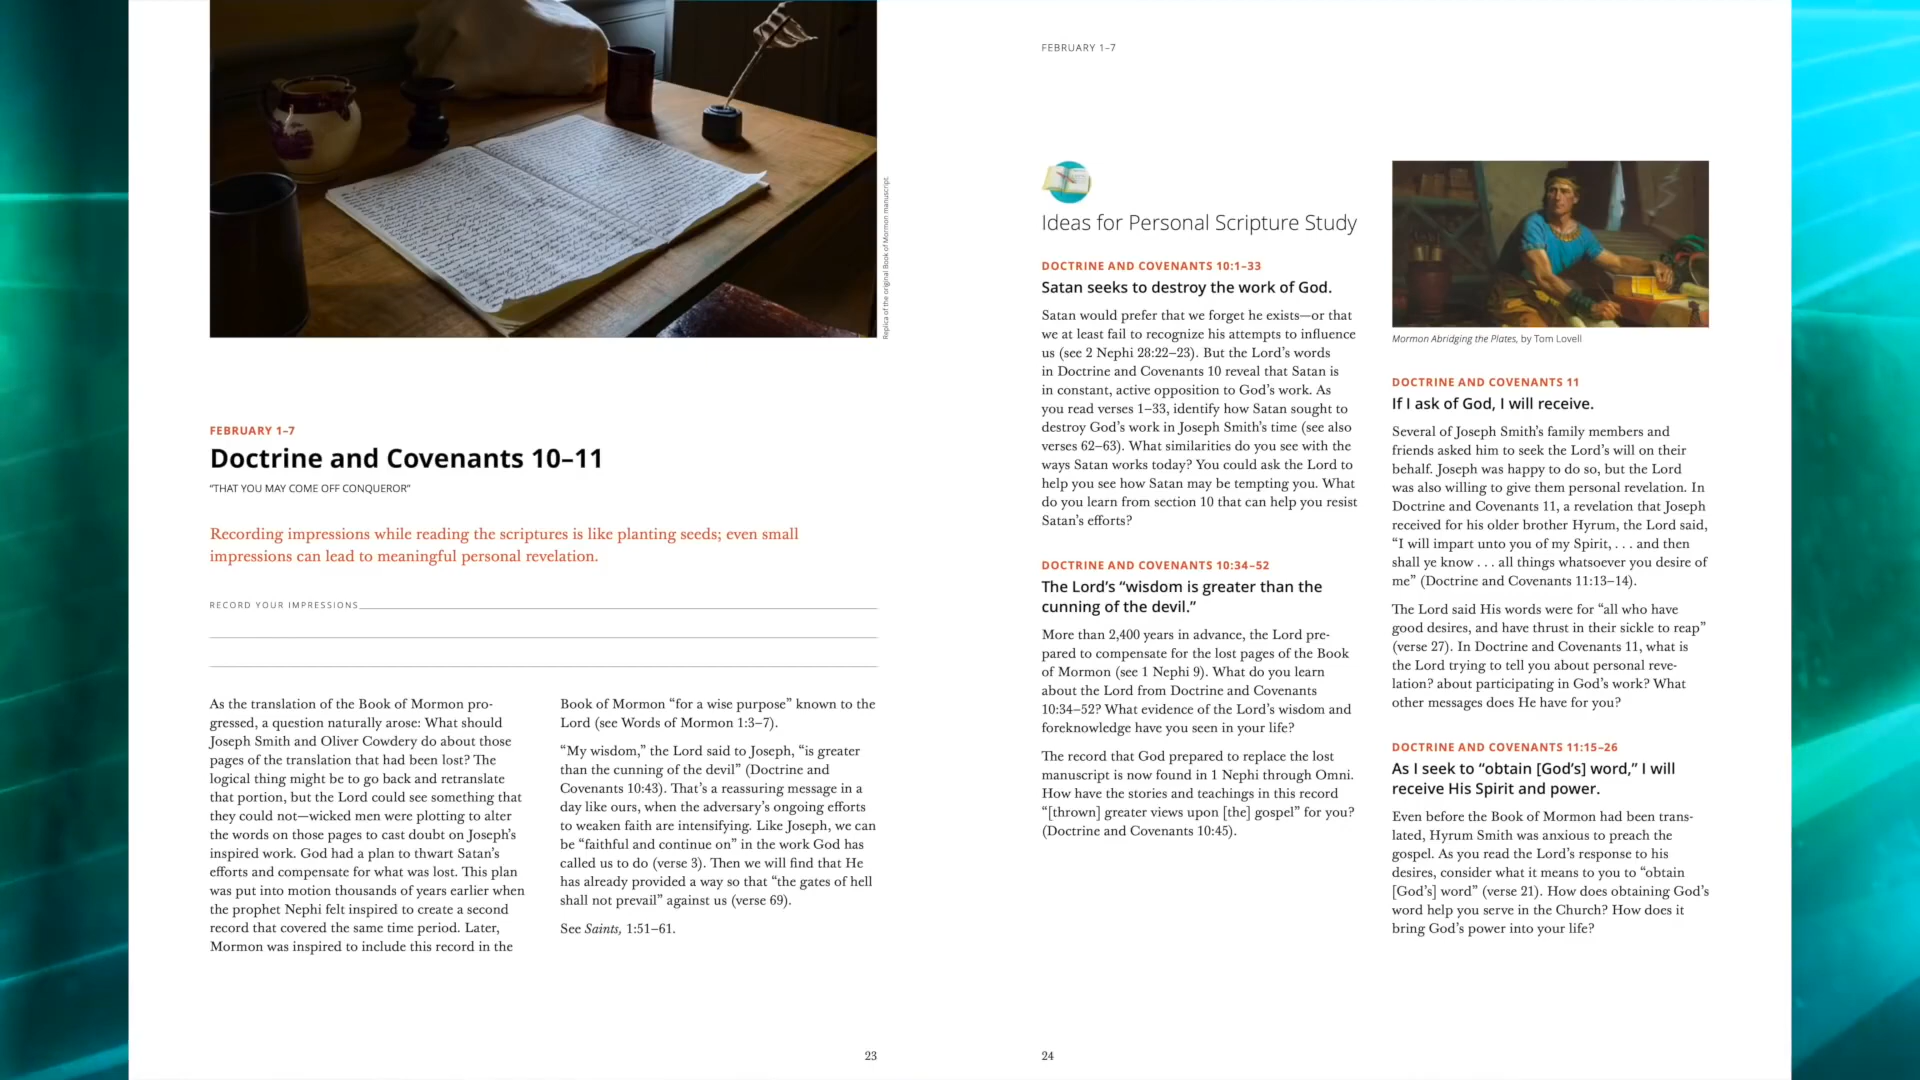 Replica of the original Book of Mormon manuscript.
FEBRUARY 1–7
Doctrine and Covenants 10–11
“THAT YOU MAY COME OFF CONQUEROR”
Recording impressions while reading the scriptures is like planting seeds; even small
impressions can lead to meaningful personal revelation.
RECORD YOUR IMPRESSIONS
As the translation of the Book of Mormon pro-
gressed, a question naturally arose: What should
Joseph Smith and Oliver Cowdery do about those
pages of the translation that had been lost? The
logical thing might be to go back and retranslate
that portion, but the Lord could see something that
they could not—wicked men were plotting to alter
the words on those pages to cast doubt on Joseph’s
inspired work. God had a plan to thwart Satan’s
efforts and compensate for what was lost. This plan
was put into motion thousands of years earlier when
the prophet Nephi felt inspired to create a second
record that covered the same time period. Later,
Mormon was inspired to include this record in the
Book of Mormon “for a wise purpose” known to the
Lord (see Words of Mormon 1:3–7).
“My wisdom,” the Lord said to Joseph, “is greater
than the cunning of the devil” (Doctrine and
Covenants 10:43). That’s a reassuring message in a
day like ours, when the adversary’s ongoing efforts
to weaken faith are intensifying. Like Joseph, we can
be “faithful and continue on” in the work God has
called us to do (verse 3). Then we will find that He
has already provided a way so that “the gates of hell
shall not prevail” against us (verse 69).
See Saints, 1:51–61.
23
FEBRUARY 1–7
Ideas for Personal Scripture Study
DOCTRINE AND COVENANTS 10:1–33
Satan seeks to destroy the work of God.
Satan would prefer that we forget he exists—or that
we at least fail to recognize his attempts to influence
us (see 2 Nephi 28:22–23). But the Lord’s words
in Doctrine and Covenants 10 reveal that Satan is
in constant, active opposition to God’s work. As
you read verses 1–33, identify how Satan sought to
destroy God’s work in Joseph Smith’s time (see also
verses 62–63). What similarities do you see with the
ways Satan works today? You could ask the Lord to
help you see how Satan may be tempting you. What
do you learn from section 10 that can help you resist
Satan’s efforts?
DOCTRINE AND COVENANTS 10:34–52
The Lord’s “wisdom is greater than the
cunning of the devil.”
More than 2,400 years in advance, the Lord pre-
pared to compensate for the lost pages of the Book
of Mormon (see 1 Nephi 9). What do you learn
about the Lord from Doctrine and Covenants
10:34–52? What evidence of the Lord’s wisdom and
foreknowledge have you seen in your life?
The record that God prepared to replace the lost
manuscript is now found in 1 Nephi through Omni.
How have the stories and teachings in this record
“[thrown] greater views upon [the] gospel” for you?
(Doctrine and Covenants 10:45).
Mormon Abridging the Plates, by Tom Lovell
DOCTRINE AND COVENANTS 11
If I ask of God, I will receive.
Several of Joseph Smith’s family members and
friends asked him to seek the Lord’s will on their
behalf. Joseph was happy to do so, but the Lord
was also willing to give them personal revelation. In
Doctrine and Covenants 11, a revelation that Joseph
received for his older brother Hyrum, the Lord said,
“I will impart unto you of my Spirit, . . . and then
shall ye know . . . all things whatsoever you desire of
me” (Doctrine and Covenants 11:13–14).
The Lord said His words were for “all who have
good desires, and have thrust in their sickle to reap”
(verse 27). In Doctrine and Covenants 11, what is
the Lord trying to tell you about personal reve-
lation? about participating in God’s work? What
other messages does He have for you?
DOCTRINE AND COVENANTS 11:15–26
As I seek to “obtain [God’s] word,” I will
receive His Spirit and power.
Even before the Book of Mormon had been trans-
lated, Hyrum Smith was anxious to preach the
gospel. As you read the Lord’s response to his
desires, consider what it means to you to “obtain
[God’s] word” (verse 21). How does obtaining God’s
word help you serve in the Church? How does it
bring God’s power into your life?
24